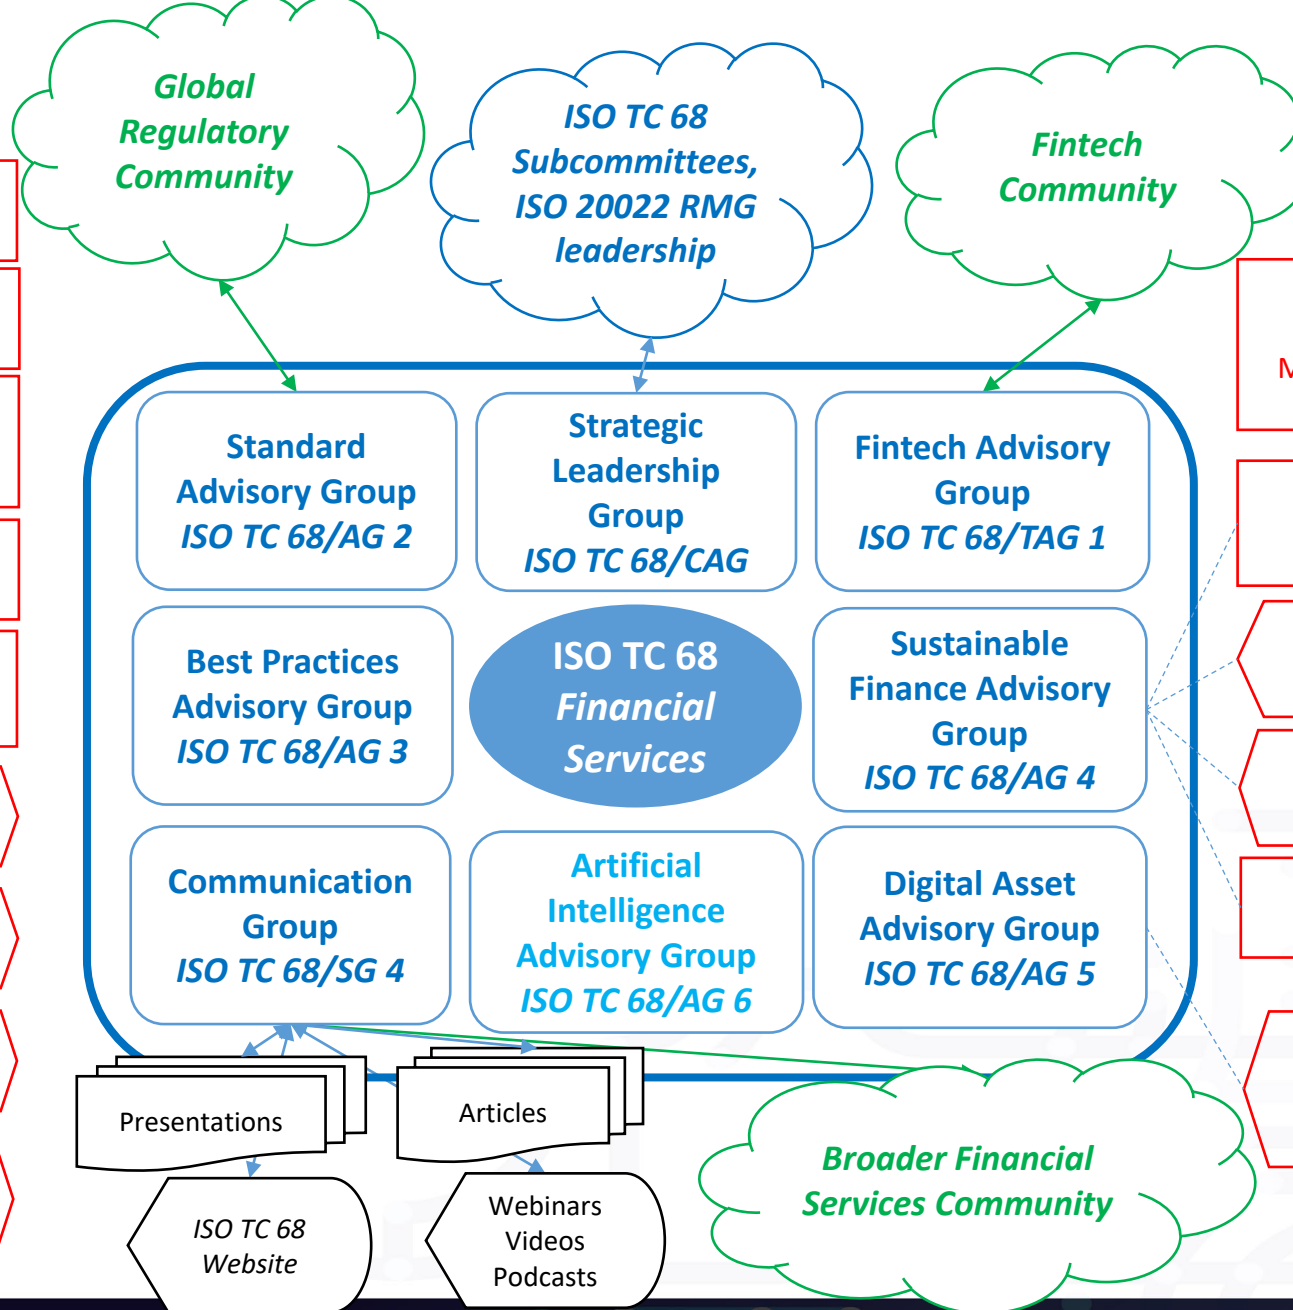 Global
Regulatory
Community
ISO TC 68
Subcommittees,
ISO 20022 RMG
leadership
Fintech
Community
M
Standard
Advisory Group
ISO TC 68/AG 2
Strategic
Leadership
Group
ISO TC 68/CAG
Fintech Advisory
Group
ISO TC 68/TAG 1
Best Practices
Advisory Group
ISO TC 68/AG 3
ISO TC 68
Financial
Services
Sustainable
Finance Advisory
Group
ISO TC 68/AG 4
Communication
Group
ISO TC 68/SG 4
Artificial
Intelligence
Advisory Group
ISO TC 68/AG 6
Digital Asset
Advisory Group
ISO TC 68/AG 5
Presentations
Articles
ISO TC 68
Website
Webinars
Videos
Podcasts
Broader Financial
Services Community